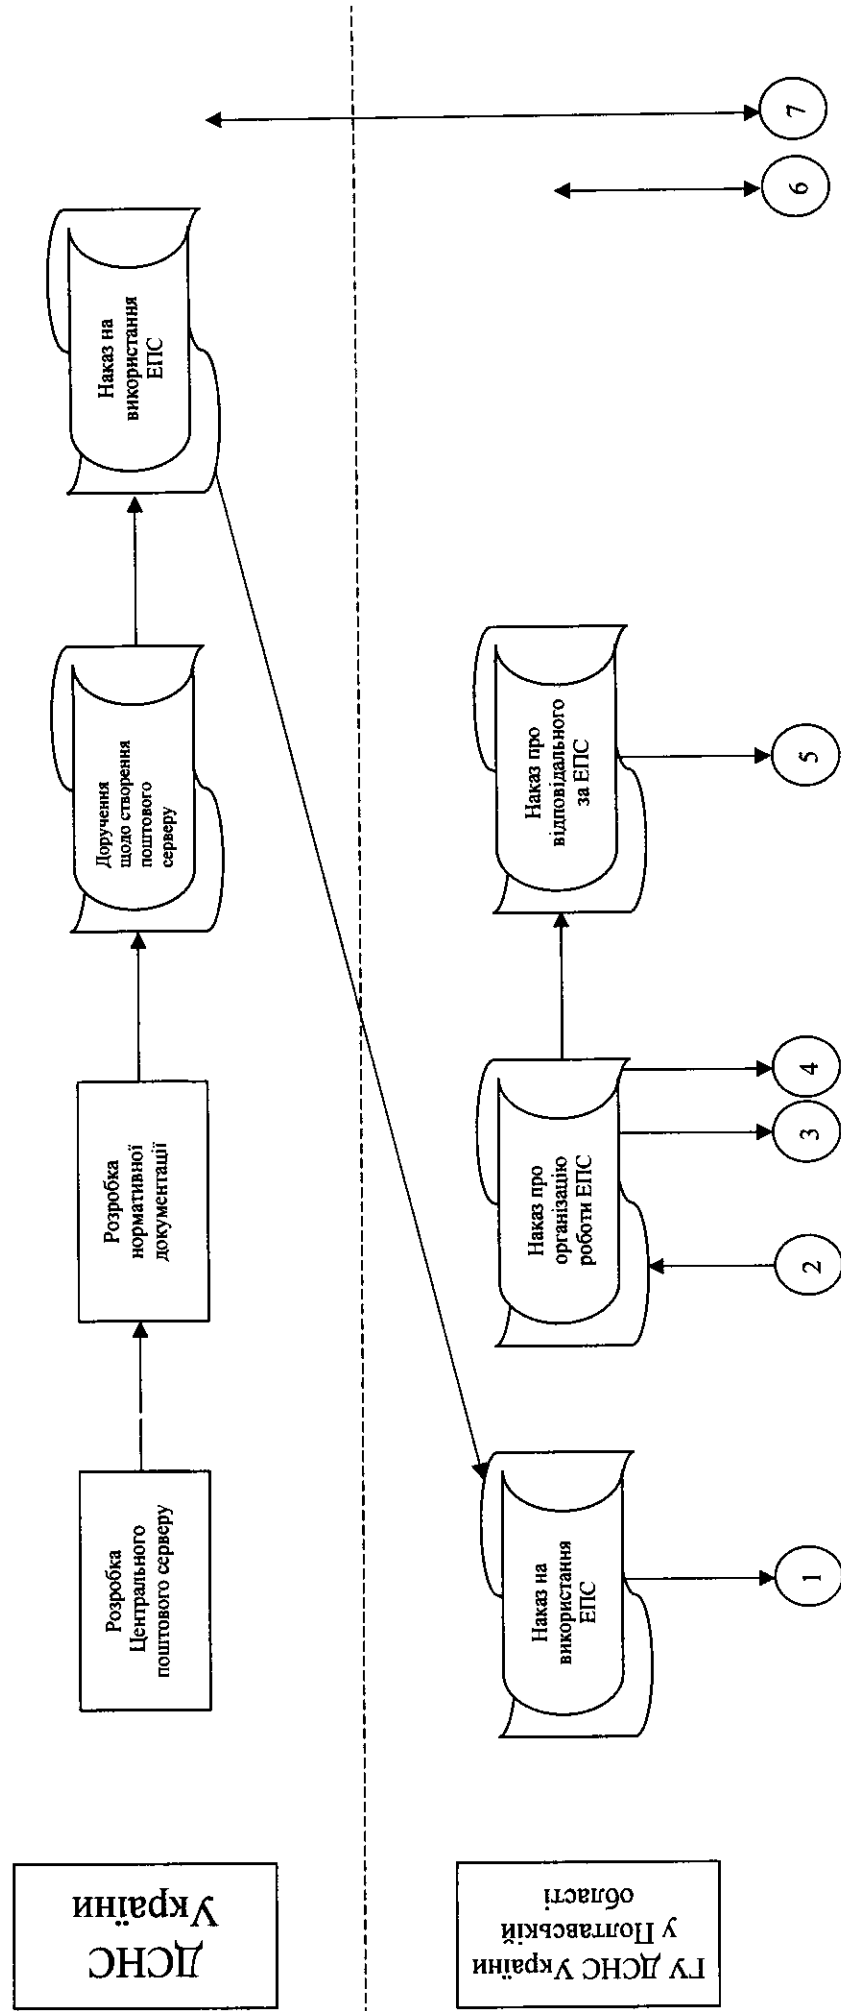 ДСНС
України
Розробка
Центрального
поштового серверу
Розробка
нормативної
документації
Доручення
щодо створення
поштового
серверу
Наказ на
використання
ЕПС
ГУ ДСНС України
у Полтавській
області
Наказ на
використання
ЕПС
Наказ про
організацію
роботи ЕПС
Наказ про
відповідального
за ЕПС
1
2
3
4
5
6
7